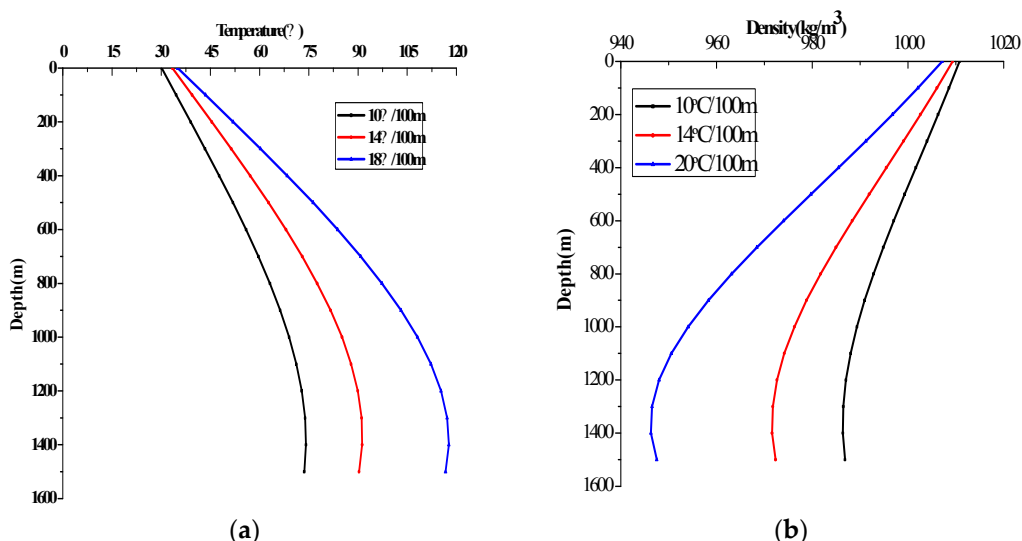 Temperature(? )
0 15 30 45 60 75 90 105 120
0
200
400
600
800
1000
1200
1400
1600
Depth(m)
10? /100m
14? /100m
18? /100m
(a)
Density(kg/m3)
940 960 980 1000 1020
0
200
400
600
800
1000
1200
1400
1600
Depth(m)
10°C/100m
14°C/100m
20°C/100m
(b)